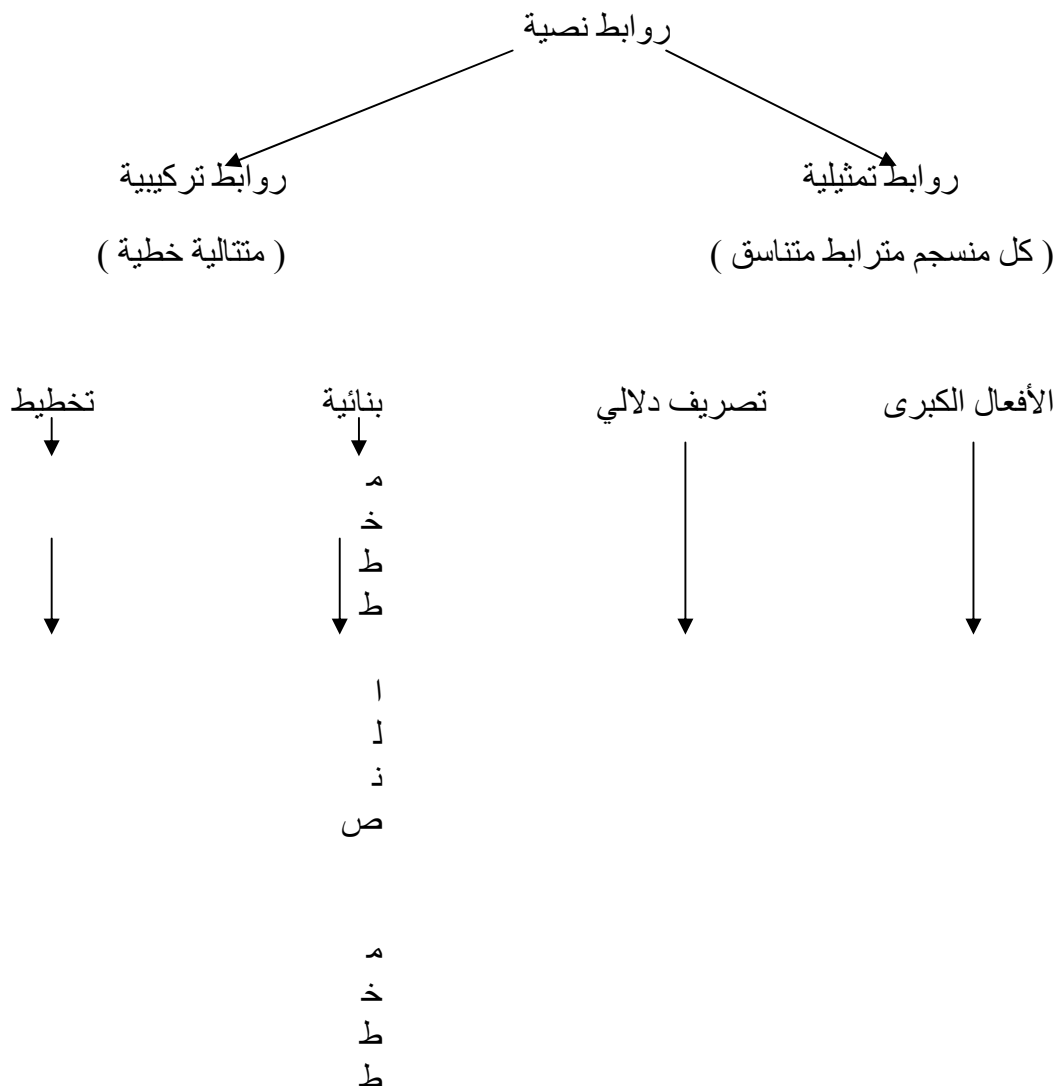 روابط نصية
روابط تمثيلية روابط تركيبية
( كل منسجم مترابط متناسق ) ( متتالية خطية )
الأفعال الكبرى تصريف دلالي بنائية تخطيط
م
خ
ط
ط
ا
ل
ن
ص
م
خ
ط
ط